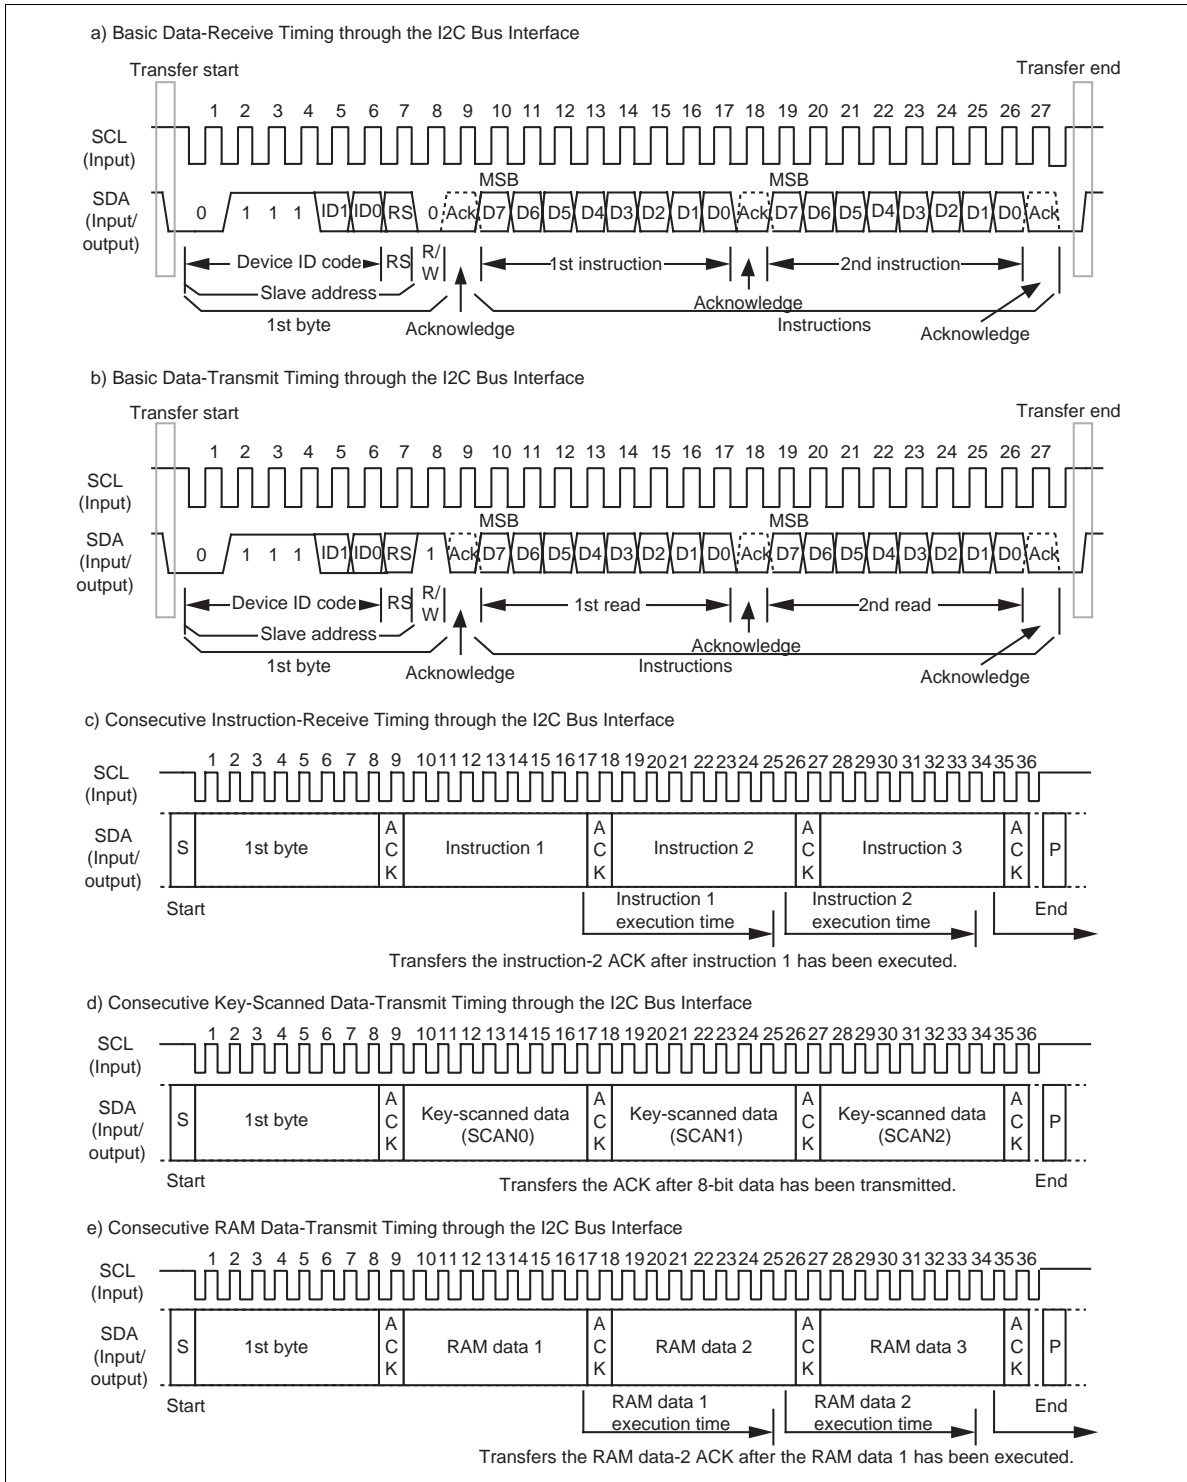 a) Basic Data-Receive Timing through the I2C Bus Interface
Transfer start Transfer end
1 2 3 4 5 6 7 8 9 10 11 12 13 14 15 16 17 18 19 20 21 22 23 24 25 26 27
SCL
(Input)
MSB MSB
SDA
(Input/
output)
0 1 1 1 ID1 ID0 RS 0 Ack D7 D6 D5 D4 D3 D2 D1 D0 Ack D7 D6 D5 D4 D3 D2 D1 D0 Ack
Device ID code RS R/
W
1st instruction 2nd instruction
Slave address
1st byte
Acknowledge
Acknowledge
Instructions
Acknowledge
b) Basic Data-Transmit Timing through the I2C Bus Interface
Transfer start Transfer end
1 2 3 4 5 6 7 8 9 10 11 12 13 14 15 16 17 18 19 20 21 22 23 24 25 26 27
SCL
(Input)
MSB MSB
SDA
(Input/
output)
0 1 1 1 ID1 ID0 RS 1 Ack D7 D6 D5 D4 D3 D2 D1 D0 Ack D7 D6 D5 D4 D3 D2 D1 D0 Ack
Device ID code RS R/
W
1st read 2nd read
Slave address
1st byte
Acknowledge
Acknowledge
Instructions
Acknowledge
c) Consecutive Instruction-Receive Timing through the I2C Bus Interface
1 2 3 4 5 6 7 8 9 10 11 12 13 14 15 16 17 18 19 20 21 22 23 24 25 26 27 28 29 30 31 32 33 34 35 36
SCL
(Input)
SDA
(Input/
output)
S 1st byte ACK Instruction 1 ACK Instruction 2 ACK Instruction 3 ACK P
Start End
Instruction 1
execution time
Instruction 2
execution time
Transfers the instruction-2 ACK after instruction 1 has been executed.
d) Consecutive Key-Scanned Data-Transmit Timing through the I2C Bus Interface
1 2 3 4 5 6 7 8 9 10 11 12 13 14 15 16 17 18 19 20 21 22 23 24 25 26 27 28 29 30 31 32 33 34 35 36
SCL
(Input)
SDA
(Input/
output)
S 1st byte ACK Key-scanned data
(SCAN0)
ACK Key-scanned data
(SCAN1)
ACK Key-scanned data
(SCAN2)
ACK P
Start End
Transfers the ACK after 8-bit data has been transmitted.
e) Consecutive RAM Data-Transmit Timing through the I2C Bus Interface
1 2 3 4 5 6 7 8 9 10 11 12 13 14 15 16 17 18 19 20 21 22 23 24 25 26 27 28 29 30 31 32 33 34 35 36
SCL
(Input)
SDA
(Input/
output)
S 1st byte ACK RAM data 1 ACK RAM data 2 ACK RAM data 3 ACK P
Start End
RAM data 1
execution time
RAM data 2
execution time
Transfers the RAM data-2 ACK after the RAM data 1 has been executed.